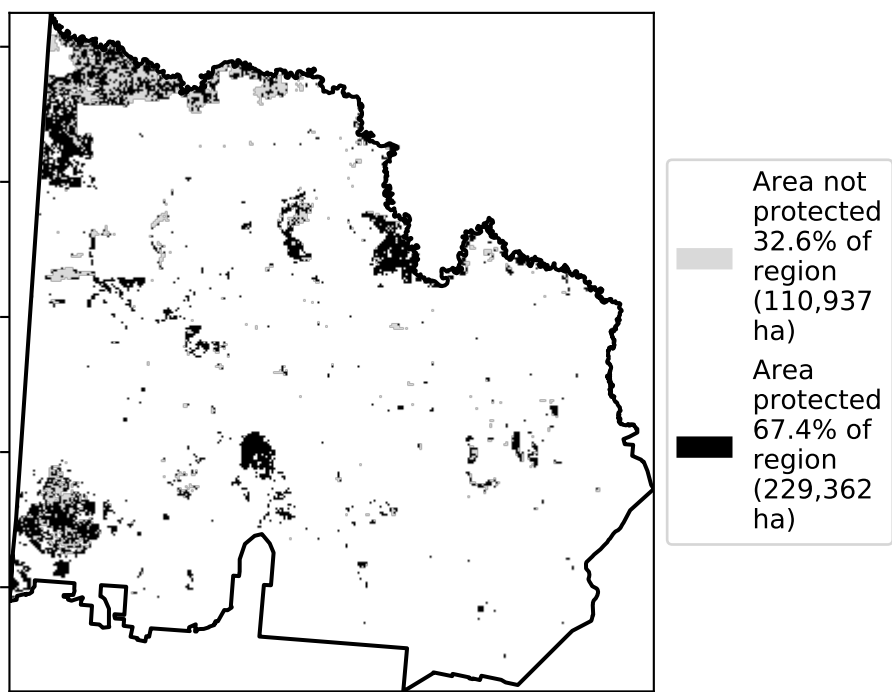 Area not
protected
32.6% of
region
(110,937
ha)
Area
protected
67.4% of
region
(229,362
ha)